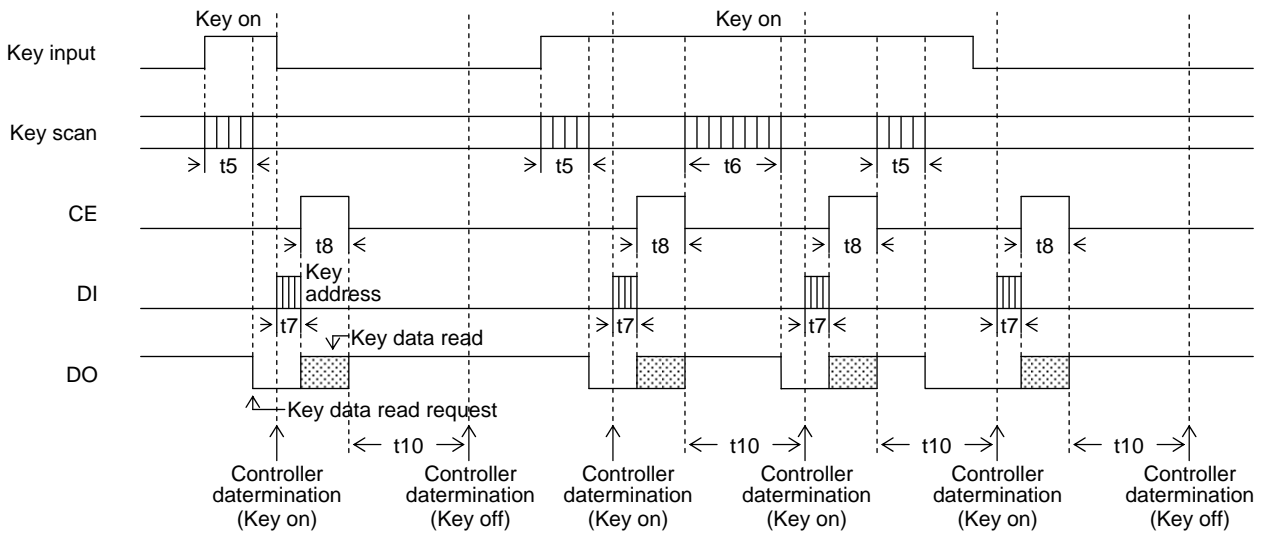 Key on
Key on
Key input
Key scan
t5
t5
t6
t5
CE
t8
t8
t8
t8
Key
address
DI
t7
t7
t7
t7
Key data read
DO
Key data read request
t10
t10
t10
t10
Controller
datermination
(Key on)
Controller
datermination
(Key off)
Controller
datermination
(Key on)
Controller
datermination
(Key on)
Controller
datermination
(Key on)
Controller
datermination
(Key off)